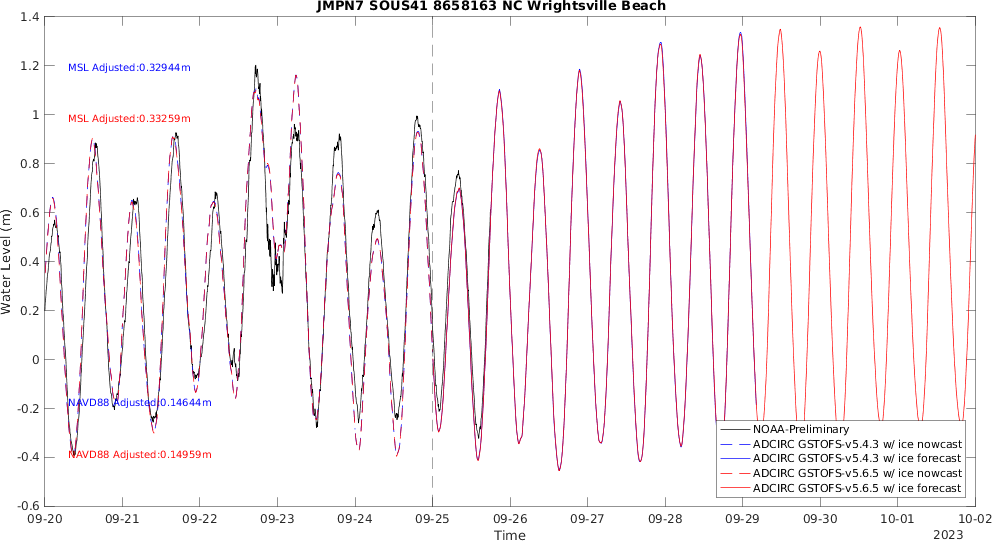 JMPN7 SOUS41 8658163 NC Wrightsville Beach
1.4
1.2
1
0.8
0.6
0.4
0.2
0
-0.2
-0.4
-0.6
Water Level (m)
MSL Adjusted:0.32944m
MSL Adjusted:0.33259m
NAVD88 Adjusted:0.14644m
NAVD88 Adjusted:0.14959m
NOAA-Preliminary
ADCIRC GSTOFS-v5.4.3 w/ ice nowcast
ADCIRC GSTOFS-v5.4.3 w/ ice forecast
ADCIRC GSTOFS-v5.6.5 w/ ice nowcast
ADCIRC GSTOFS-v5.6.5 w/ ice forecast
09-20 09-21 09-22 09-23 09-24 09-25 09-26 09-27 09-28 09-29 09-30 10-01 10-02
Time
2023